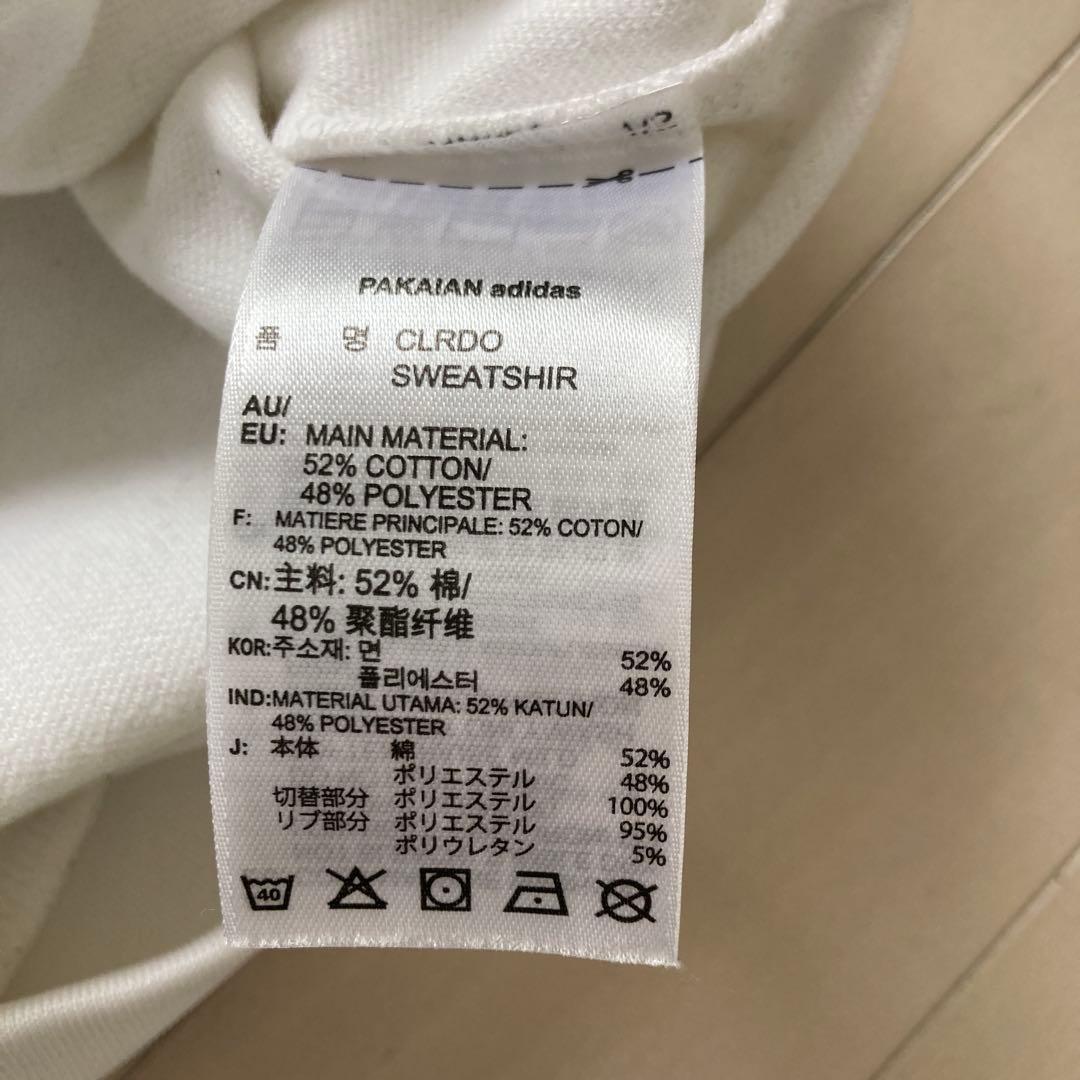 PAKAIAN adidas
품 명 CLRDO
SWEATSHIR
AU/
EU: MAIN MATERIAL:
52% COTTON/
48% POLYESTER
F: MATIERE PRINCIPALE: 52% COTON/
48% POLYESTER
CN:主料: 52% 棉/
48% 聚酯纤维
KOR:주소재: 면 52%
폴리에스터 48%
IND:MATERIAL UTAMA: 52% KATUN/
48% POLYESTER
J: 本体 綿 52%
ポリエステル 48%
切替部分 ポリエステル 100%
リブ部分 ポリエステル 95%
ポリウレタン 5%
40